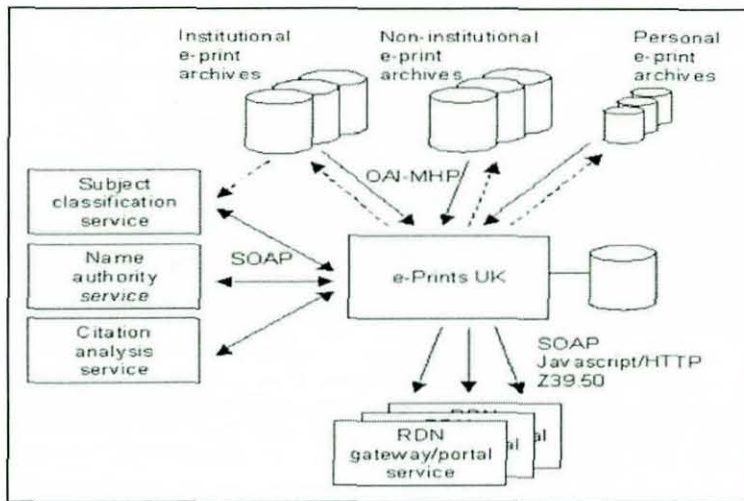 Institutional
e-print
archives
Non-institutional
e-print
archives
Personal
e-print
archives
OAI-MHP
Subject
classification
service
Name
authority
service
Citation
analysis
service
SOAP
e-Prints UK
SOAP
Javascript/HTTP
Z39.50
RDN
gateway/portal
service